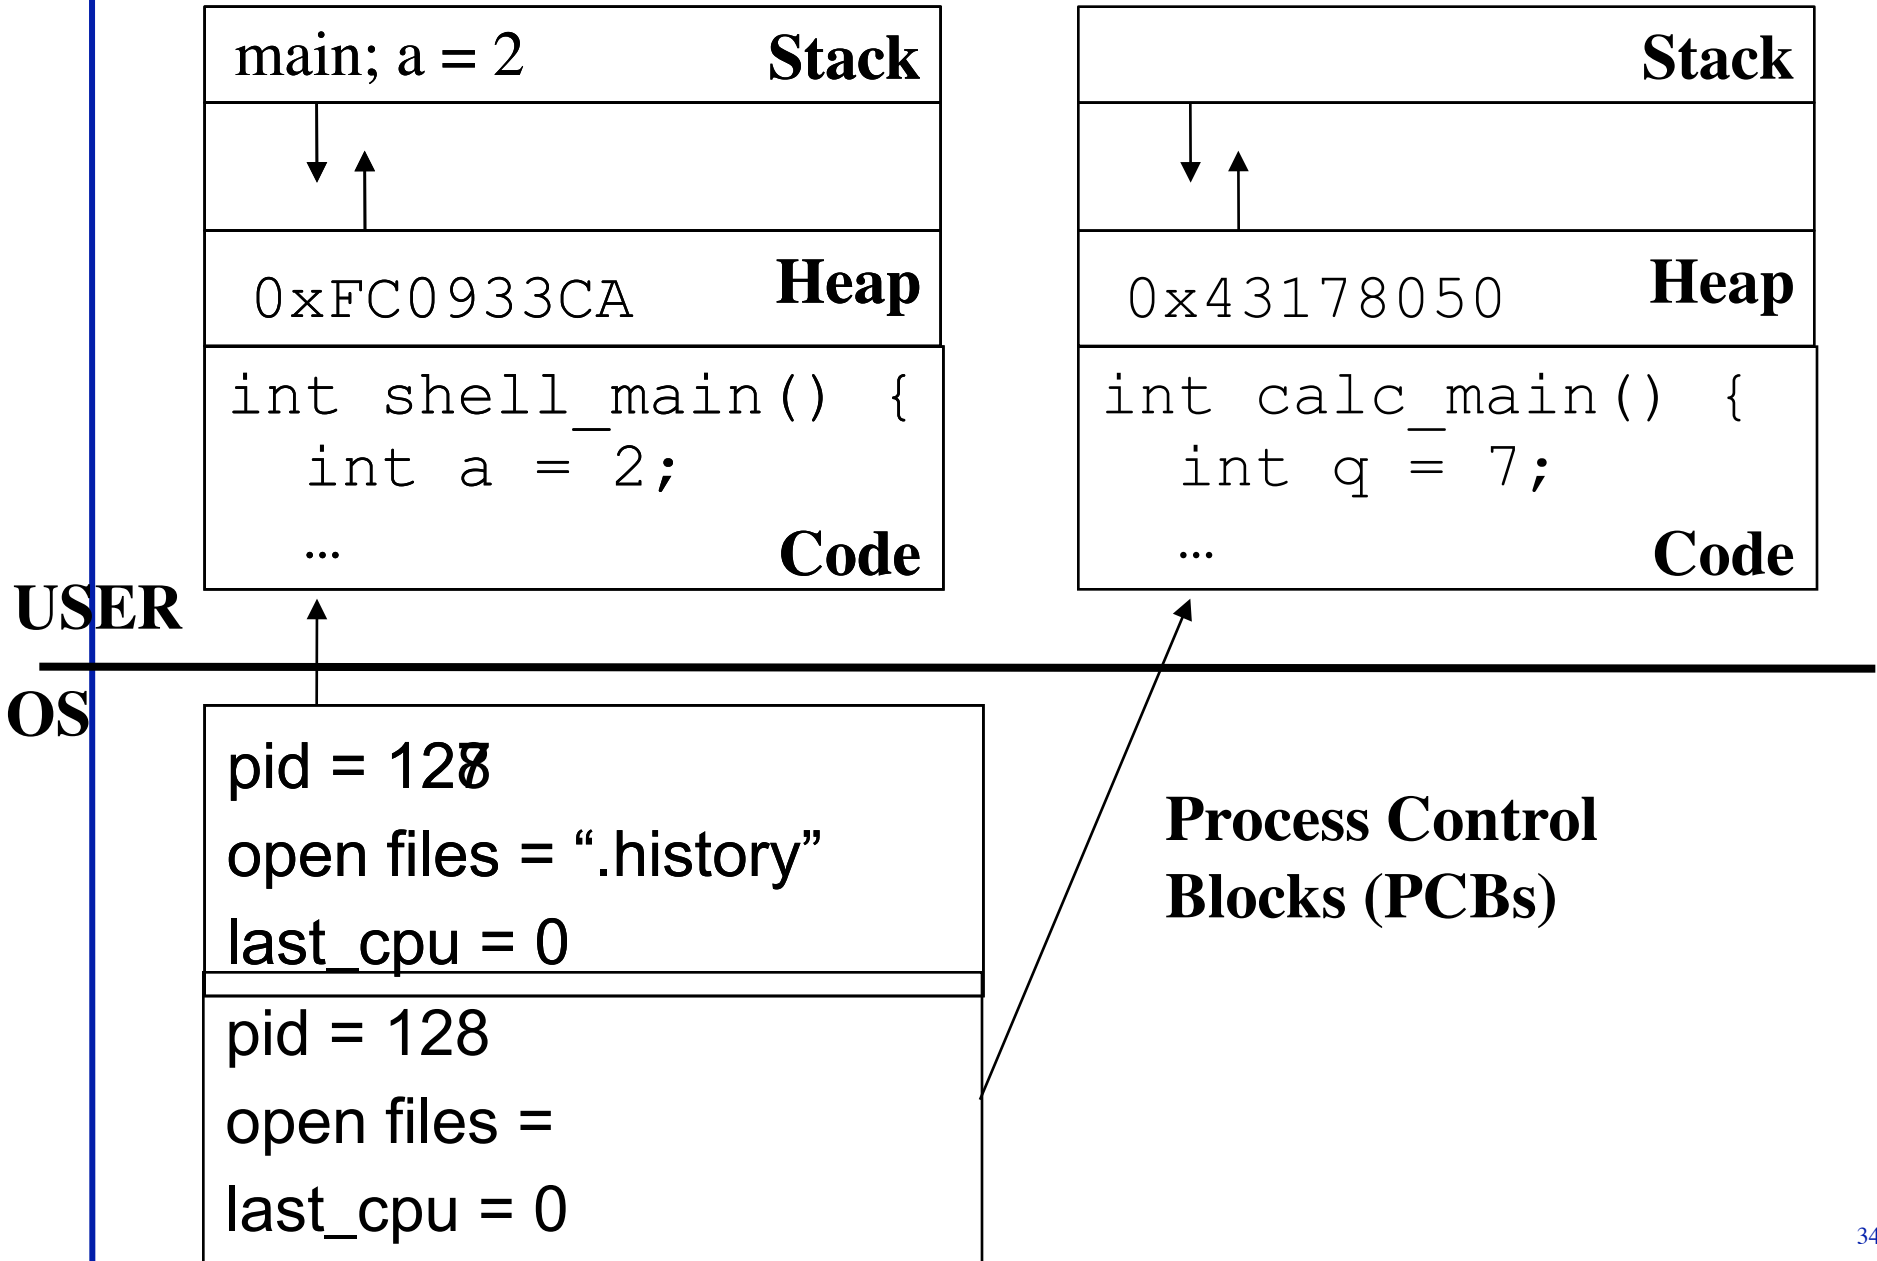 main; a = 2 Stack
0xFC0933CA Heap
int shell_main() {
int a = 2;
… Code
Stack
0x43178050 Heap
int calc_main() {
int q = 7;
… Code
USER
OS
pid =
open files = “.history”
last_cpu = 0
pid = 128
open files =
last_cpu = 0
Process Control
Blocks (PCBs)
34